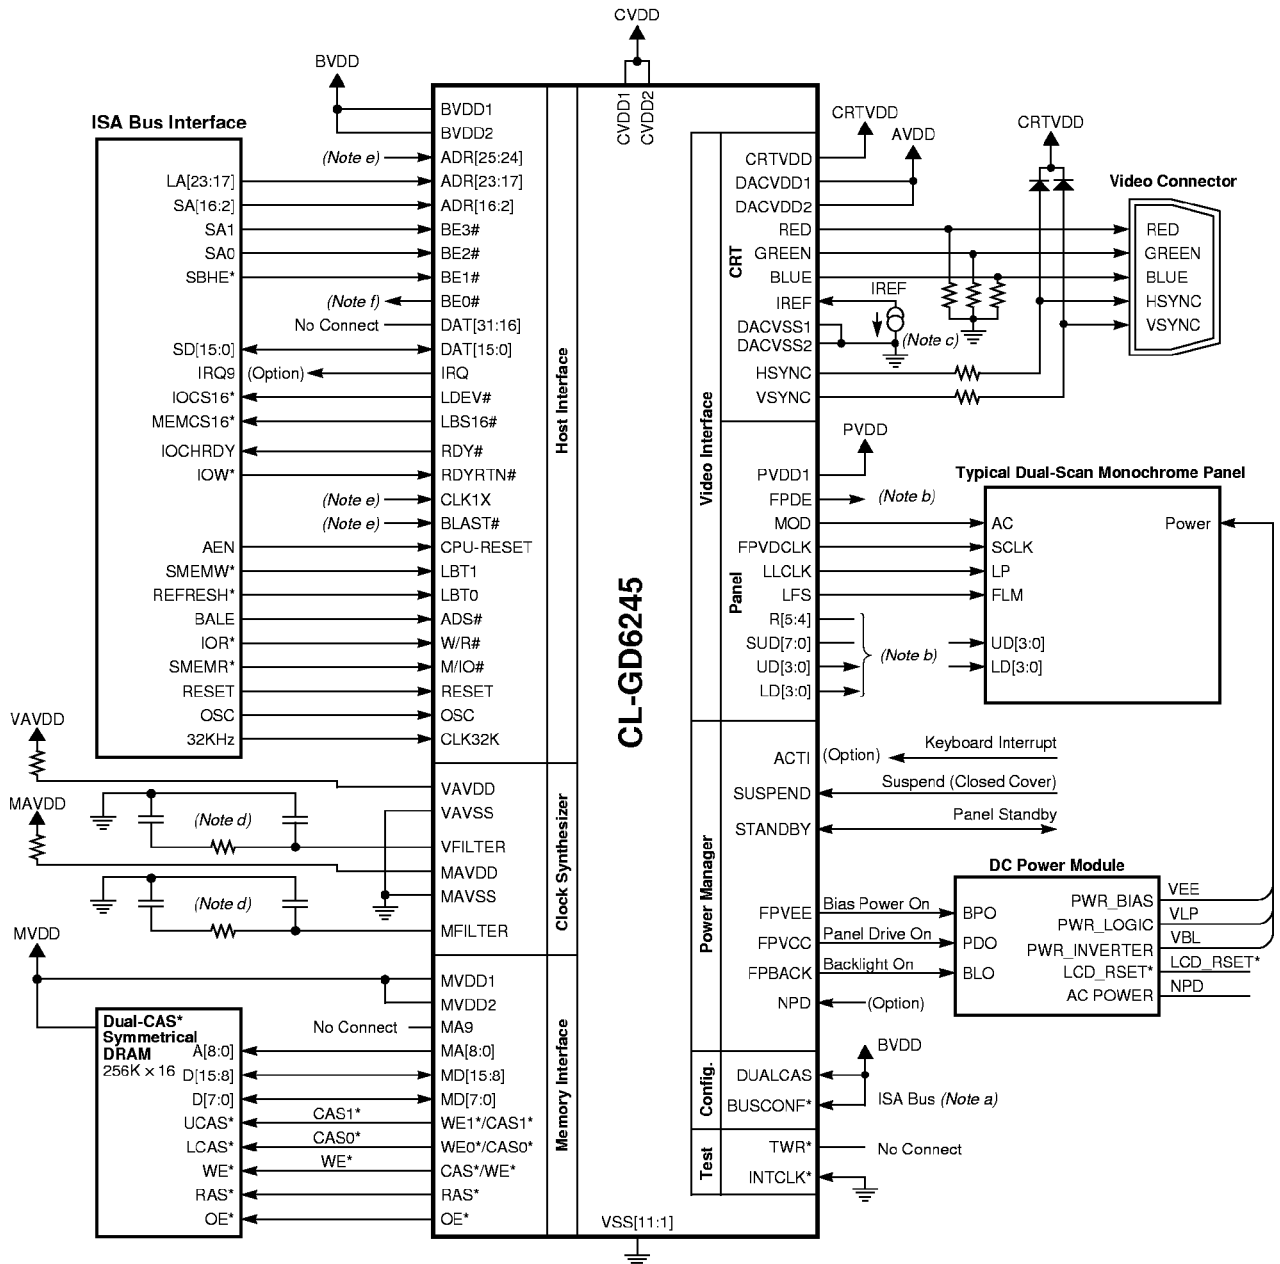 CVDD
BVDD
CVDD1
CVDD2
ISA Bus Interface
LA[23:17]
SA[16:2]
SA1
SA0
SBHE*
SD[15:0]
IRQ9
IOCS16*
MEMCS16*
IOCHRDY
IOW*
AEN
SMEMW*
REFRESH*
BALE
IOR*
SMEMR*
RESET
OSC
32KHz
(Note e)
(Note f)
No Connect
(Option)
(Note e)
(Note e)
BVDD1
BVDD2
ADR[25:24]
ADR[23:17]
ADR[16:2]
BE3#
BE2#
BE1#
BE0#
DAT[31:16]
DAT[15:0]
IRQ
LDEV#
LBS16#
RDY#
RDYRTN#
CLK1X
BLAST#
CPU-RESET
LBT1
LBT0
ADS#
W/R#
M/IO#
RESET
OSC
CLK32K
Host Interface
VAVDD
MAVDD
(Note d)
(Note d)
VAVDD
VAVSS
VFILTER
MAVDD
MAVSS
MFILTER
Clock Synthesizer
MVDD
Dual-CAS*
Symmetrical
DRAM
256K x 16
A[8:0]
D[15:8]
D[7:0]
UCAS*
LCAS*
WE*
RAS*
OE*
No Connect
CAS1*
CAS0*
WE*
MVDD1
MVDD2
MA9
MA[8:0]
MD[15:8]
MD[7:0]
WE1*/CAS1*
WE0*/CAS0*
CAS*/WE*
RAS*
OE*
Memory Interface
CL-GD6245
VSS[11:1]
Video Interface
CRT
CRTVDD
DACVDD1
DACVDD2
RED
GREEN
BLUE
IREF
DACVSS1
DACVSS2
HSYNC
VSYNC
CRTVDD
AVDD
CRTVDD
IREF
(Note c)
Video Connector
RED
GREEN
BLUE
HSYNC
VSYNC
Panel
PVDD1
FPDE
MOD
FPVDCLK
LLCLK
LFS
R[5:4]
SUD[7:0]
UD[3:0]
LD[3:0]
PVDD
(Note b)
(Note b)
Typical Dual-Scan Monochrome Panel
AC
SCLK
LP
FLM
UD[3:0]
LD[3:0]
Power
Power Manager
ACTI
SUSPEND
STANDBY
FPVEE
FPVCC
FPBACK
NPD
(Option)
Keyboard Interrupt
Suspend (Closed Cover)
Panel Standby
Bias Power On
Panel Drive On
Backlight On
(Option)
DC Power Module
BPO
PDO
BLO
PWR_BIAS
PWR_LOGIC
PWR_INVERTER
LCD_RSET*
AC POWER
VEE
VLP
VBL
LCD_RSET*
NPD
Config.
DUALCAS
BUSCONF*
BVDD
ISA Bus (Note a)
Test
TWR*
INTCLK*
No Connect